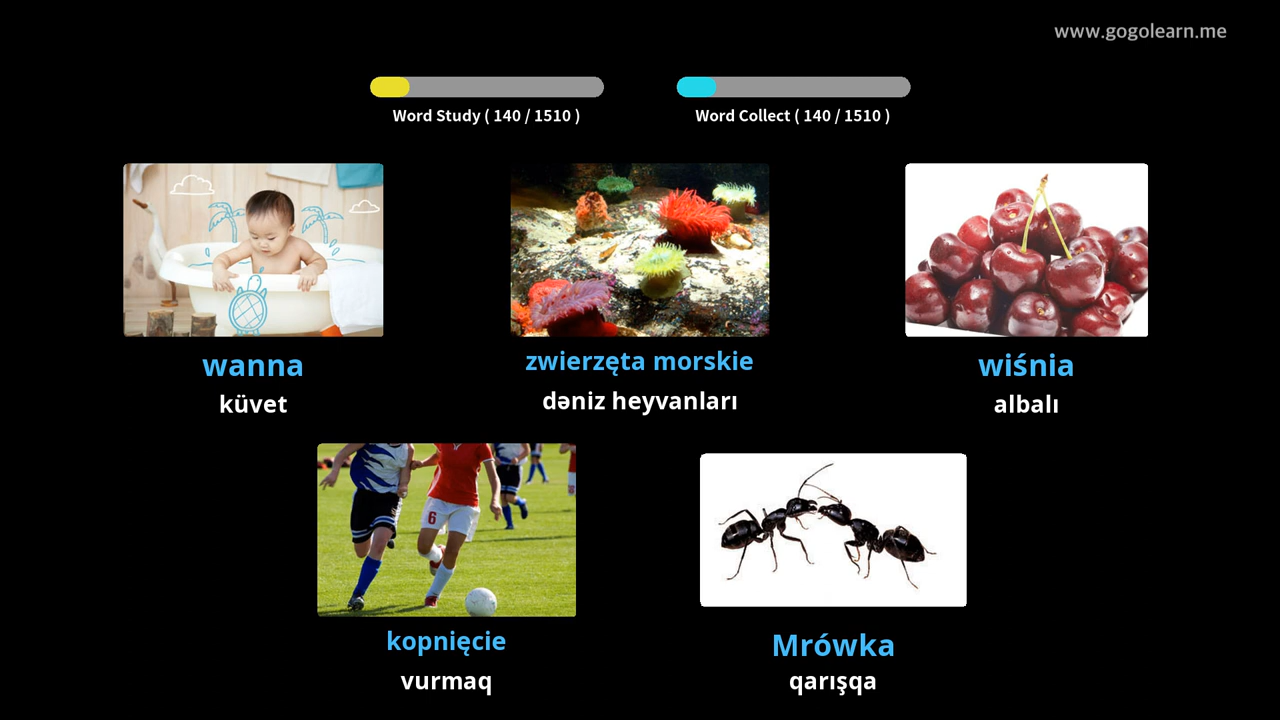 www.gogolearn.me
Word Study ( 140 / 1510 )
Word Collect ( 140 / 1510 )
wanna
küvet
zwierzęta morskie
dəniz heyvanları
wiśnia
albalı
6
kopnięcie
vurmaq
Mrówka
qarışqa